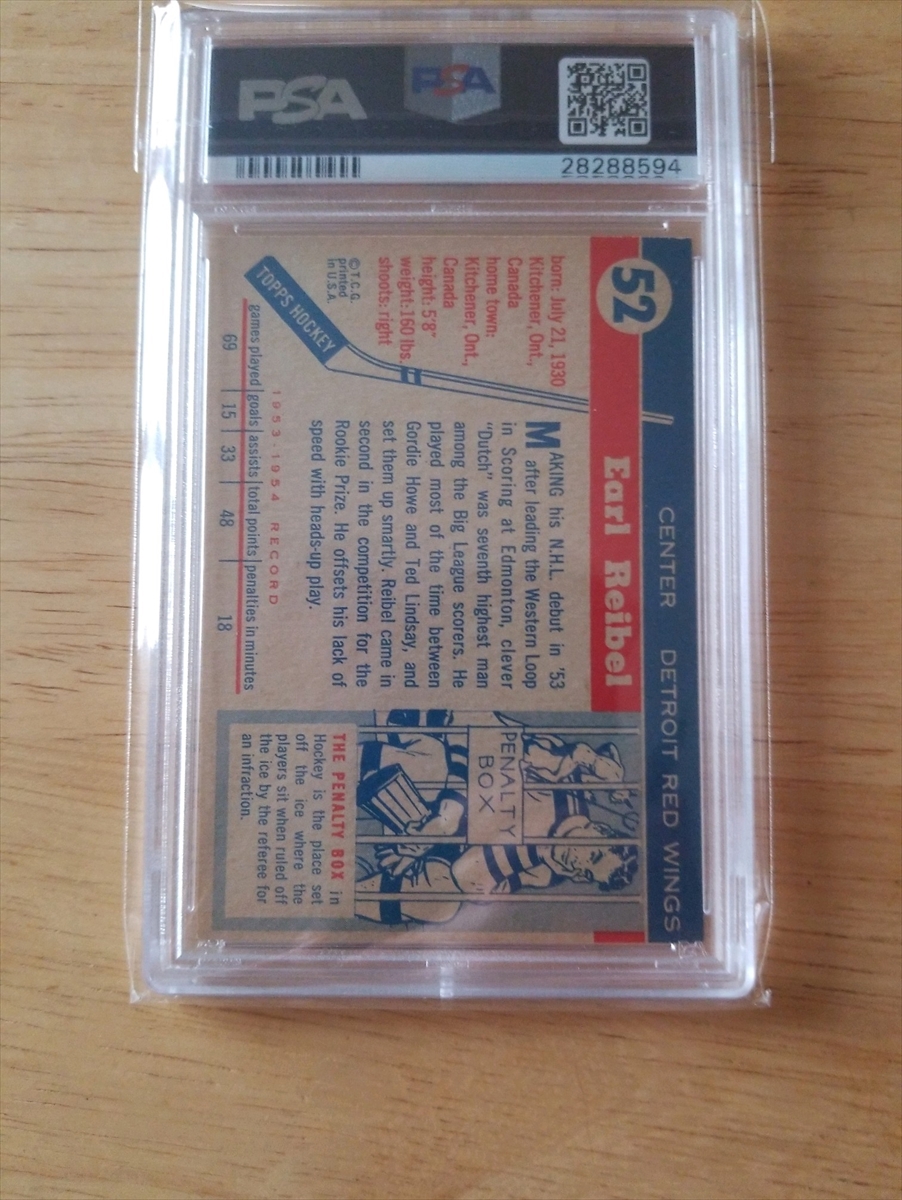 PSA
PSA
28288594
CENTER DETROIT RED WINGS
52
Earl Reibel
born: July 21, 1930
Kitchener, Ont.,
Canada
home town:
Kitchener, Ont.,
Canada
height: 5'8"
weight: 160 lbs.
shoots: right
© T.C.G.
printed
in U.S.A.
TOPPS HOCKEY
MAKING his N.H.L. debut in '53
after leading the Western Loop
in Scoring at Edmonton, clever
"Dutch" was seventh highest man
among the Big League scorers. He
played most of the time between
Gordie Howe and Ted Lindsay, and
set them up smartly. Reibel came in
second in the competition for the
Rookie Prize. He offsets his lack of
speed with heads-up play.
1953-1954 RECORD
games played goals assists total points penalties in minutes
69 15 33 48 18
PENALTY
BOX
THE PENALTY BOX in
Hockey is the place set
off the ice where the
players sit when ruled off
the ice by the referee for
an infraction.